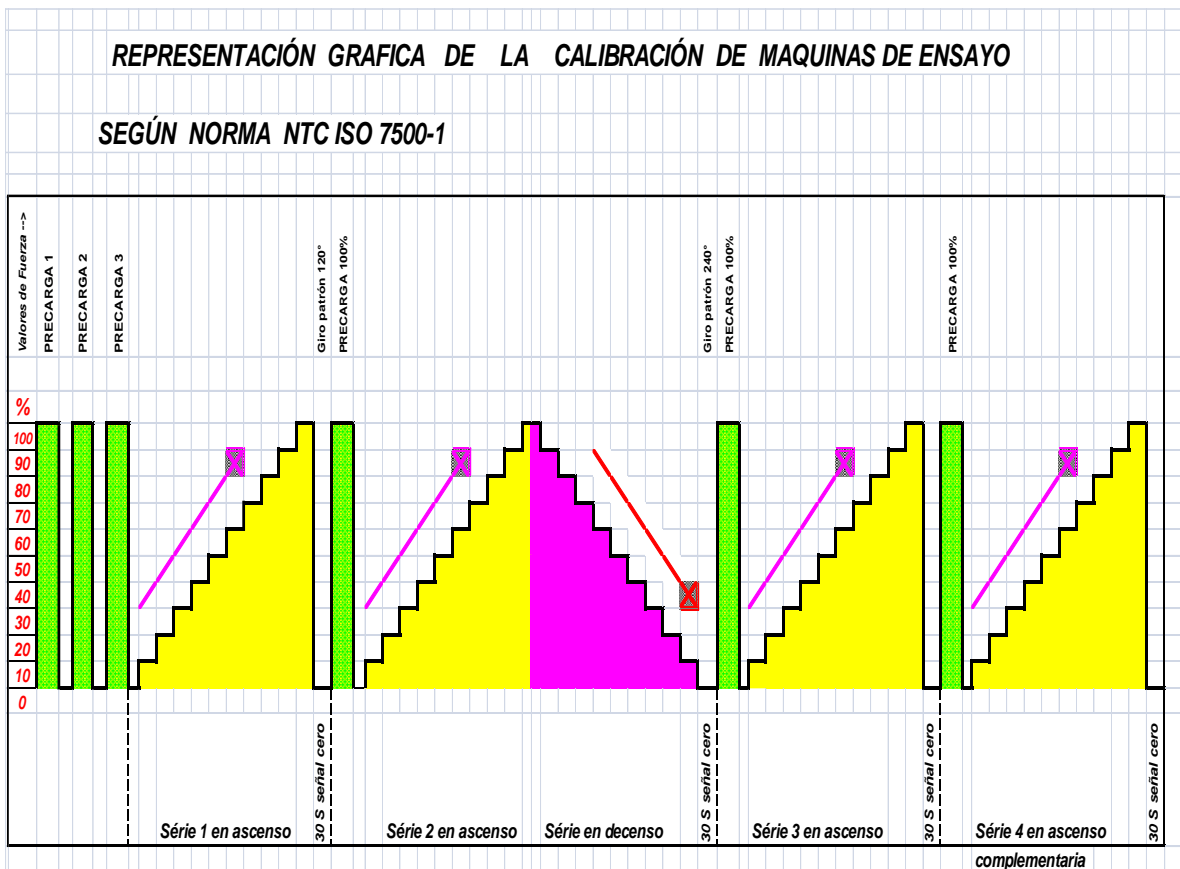 REPRESENTACIÓN GRAFICA DE LA CALIBRACIÓN DE MAQUINAS DE ENSAYO
SEGÚN NORMA NTC ISO 7500-1
Valores de Fuerza -->
PRECARGA 1
PRECARGA 2
PRECARGA 3
Giro patrón 120°
PRECARGA 100%
Giro patrón 240°
PRECARGA 100%
PRECARGA 100%
%
100
90
80
70
60
50
40
30
20
10
0
X
X
X
X
X
Série 1 en ascenso
30 S señal cero
Série 2 en ascenso
Série en decenso
30 S señal cero
Série 3 en ascenso
30 S señal cero
Série 4 en ascenso
complementaria
30 S señal cero